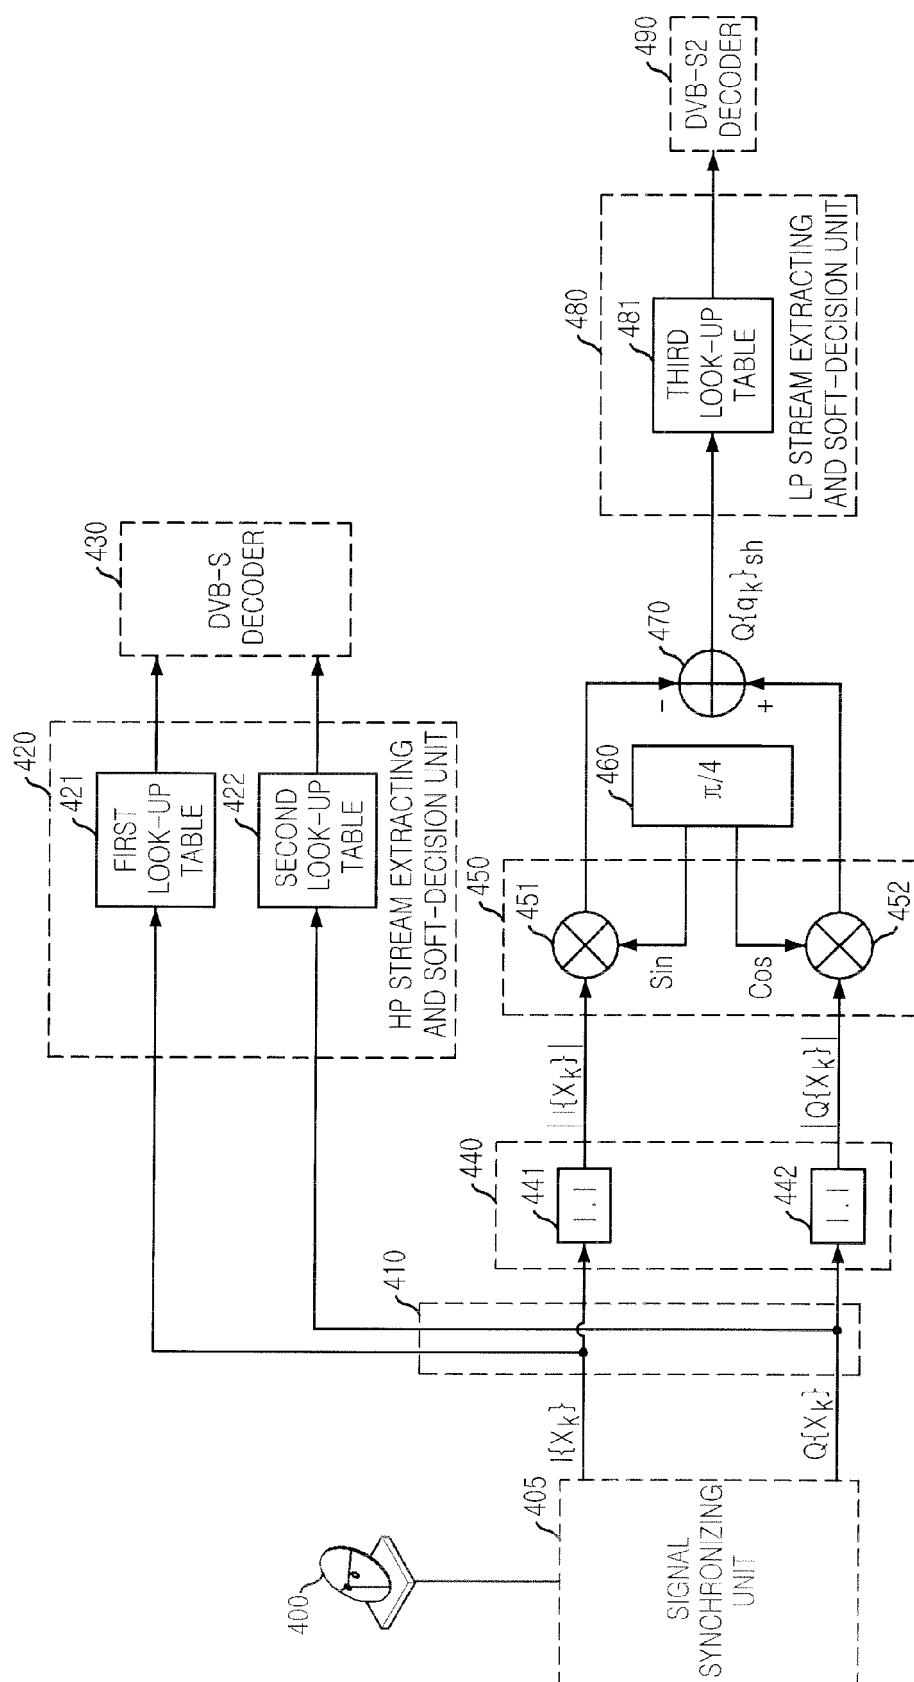 400
405
SIGNAL
SYNCHRONIZING
UNIT
I{Xk}
Q{Xk}
410
420
421
FIRST
LOOK-UP
TABLE
422
SECOND
LOOK-UP
TABLE
HP STREAM EXTRACTING
AND SOFT-DECISION UNIT
430
DVB-S
DECODER
440
441
|.|
442
|.|
|I{Xk}|
|Q{Xk}|
450
451
Sin
Cos
452
460
π/4
470
-
+
Q{qk}sh
480
481
THIRD
LOOK-UP
TABLE
LP STREAM EXTRACTING
AND SOFT-DECISION UNIT
490
DVB-S2
DECODER